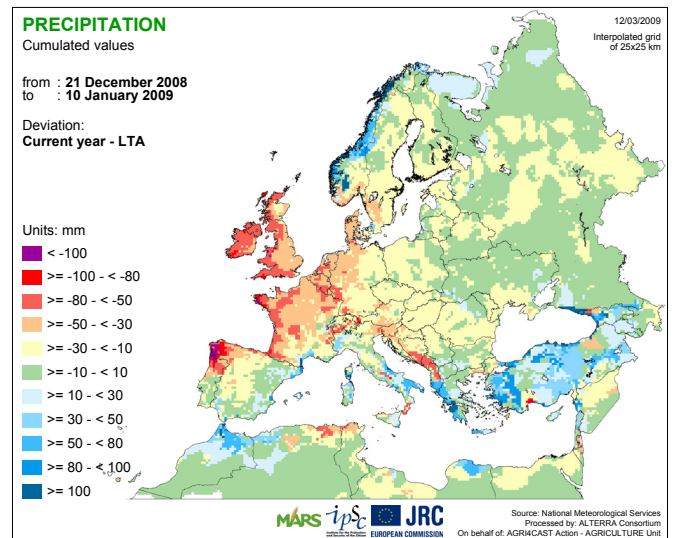 PRECIPITATION
Cumulated values
from : 21 December 2008
to : 10 January 2009
Deviation:
Current year - LTA
12/03/2009
Interpolated grid
of 25x25 km
Units: mm
< -100
>= -100 - < -80
>= -80 - < -50
>= -50 - < -30
>= -30 - < -10
>= -10 - < 10
>= 10 - < 30
>= 30 - < 50
>= 50 - < 80
>= 80 - < 100
>= 100
MARS ipSc JRC
EUROPEAN COMMISSION
Source: National Meteorological Services
Processed by: ALTERRA Consortium
On behalf of: AGRI4CAST Action - AGRICULTURE Unit